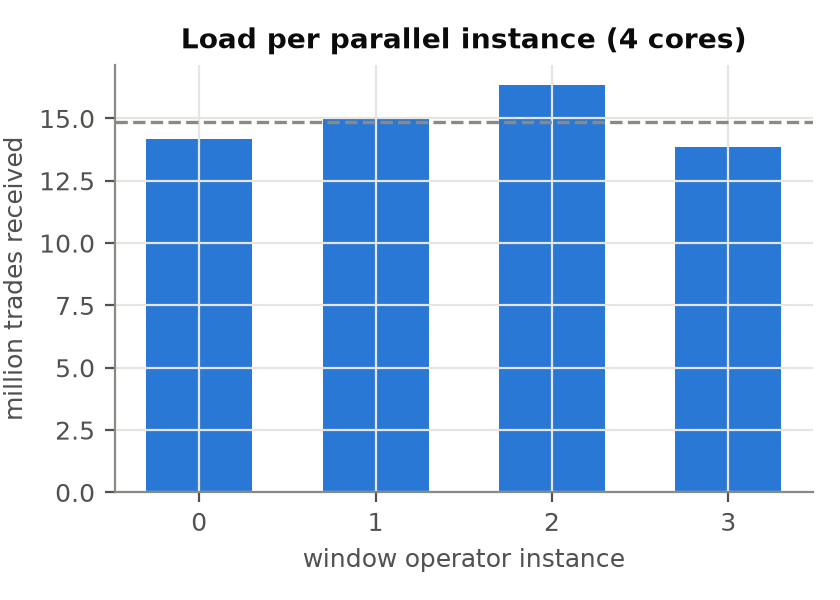 Load per parallel instance (4 cores)
million trades received
15.0
12.5
10.0
7.5
5.0
2.5
0.0
0 1 2 3
window operator instance